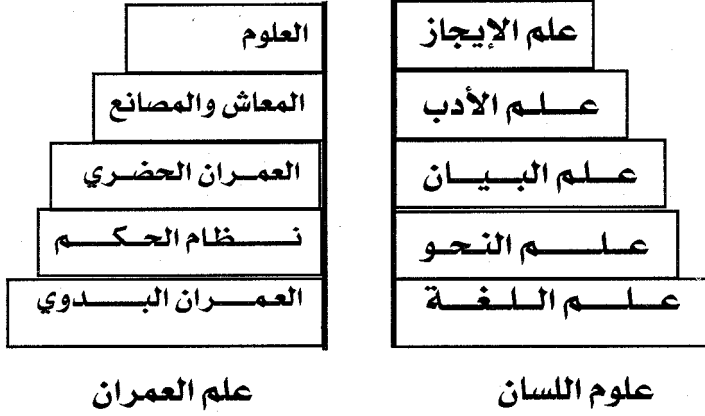 علم الإيجاز
علم الأدب
علم البيان
علم النحو
علم اللغة
علوم اللسان
العلوم
المعاش والمصانع
العمران الحضري
نظام الحكم
العمران البدوي
علم العمران